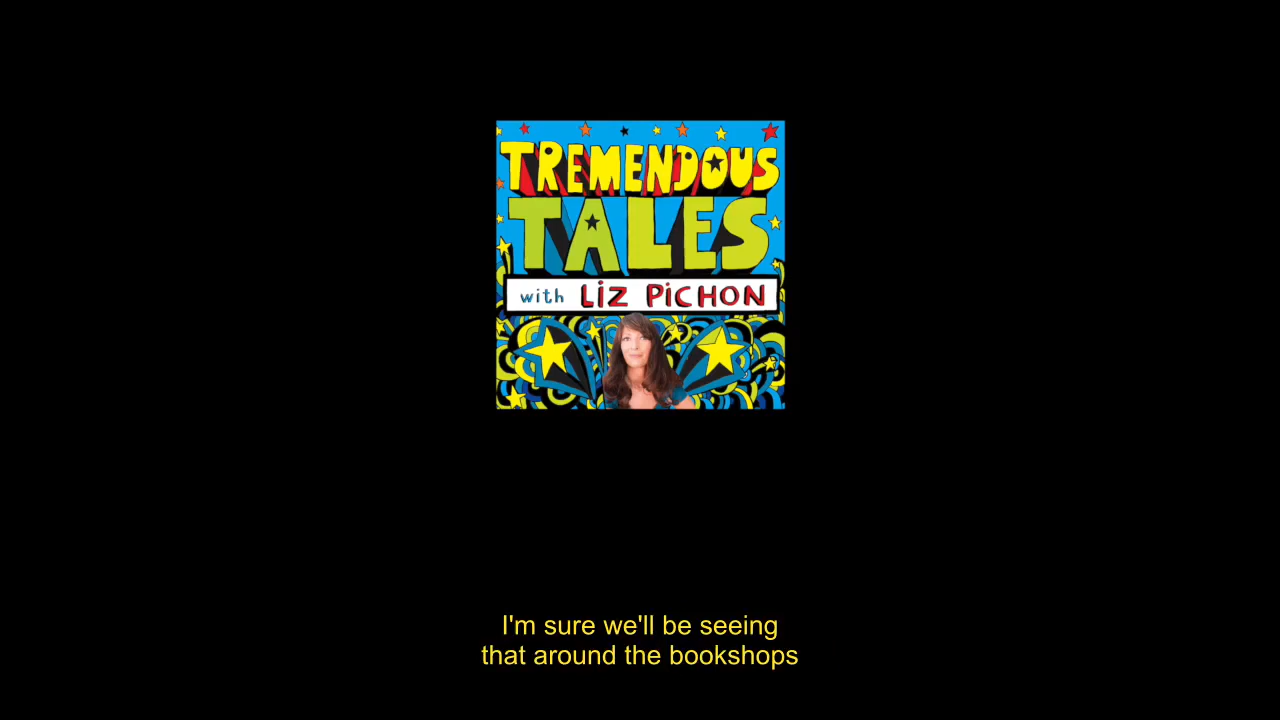 TREMENDOUS
TALES
with LIZ PiCHON
I'm sure we'll be seeing
that around the bookshops